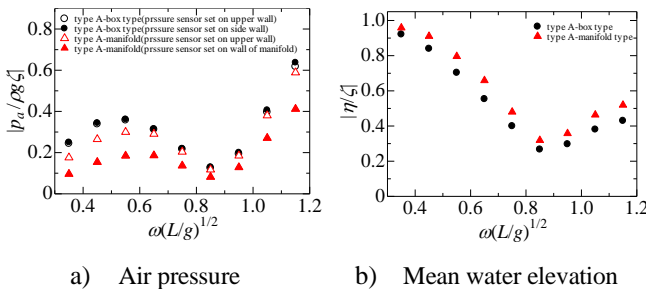 type A-box type(prssure sensor set on upper wall)
type A-box type(prssure sensor set on side wall)
type A-manifold(prssure sensor set on upper wall)
type A-manifold(prssure sensor set on wall of manifold)
0.8
0.6
0.4
0.2
0
0.4 0.6 0.8 1.0 1.2
|pₐ/ρgζ|
ω(L/g)^{1/2}
type A-box type
type A-manifold type
1.0
0.8
0.6
0.4
0.2
0
0.4 0.6 0.8 1.0 1.2
|η/ζ|
ω(L/g)^{1/2}
a) Air pressure
b) Mean water elevation